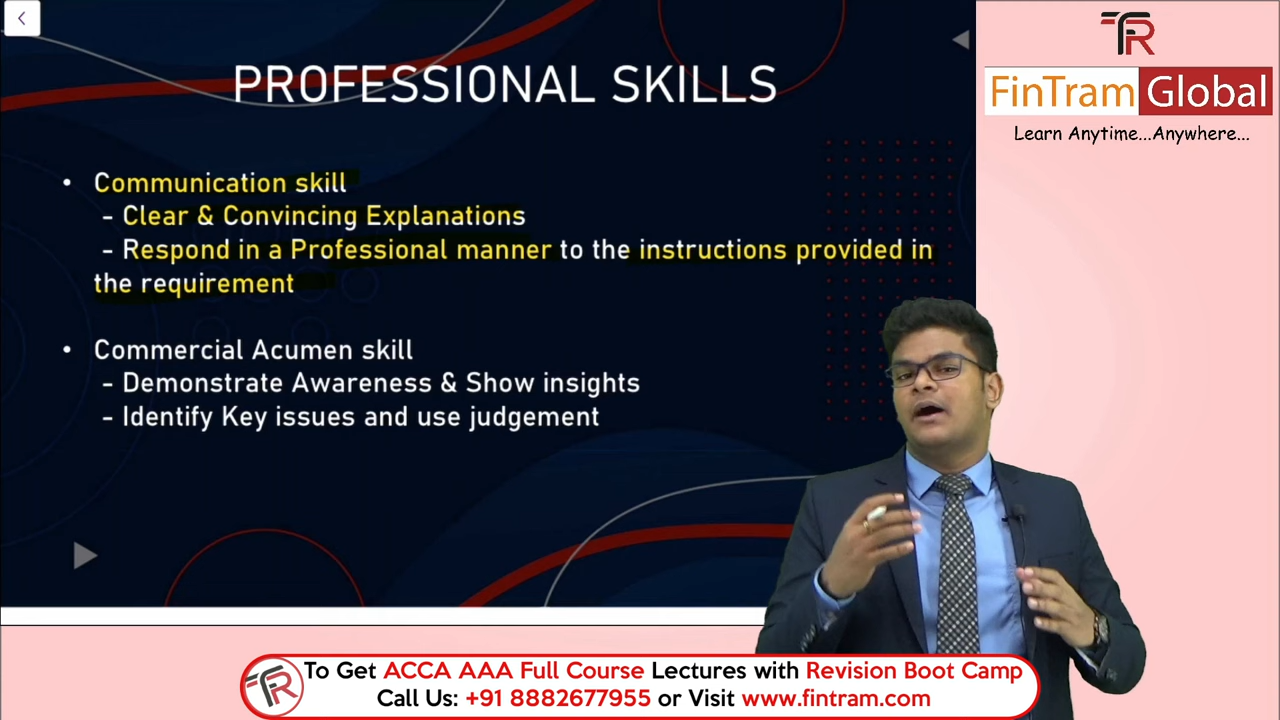 PROFESSIONAL SKILLS
• Communication skill
- Clear & Convincing Explanations
- Respond in a Professional manner to the instructions provided in
the requirement
• Commercial Acumen skill
- Demonstrate Awareness & Show insights
- Identify Key issues and use judgement
FinTram Global
Learn Anytime...Anywhere...
To Get ACCA AAA Full Course Lectures with Revision Boot Camp
Call Us: +91 8882677955 or Visit www.fintram.com